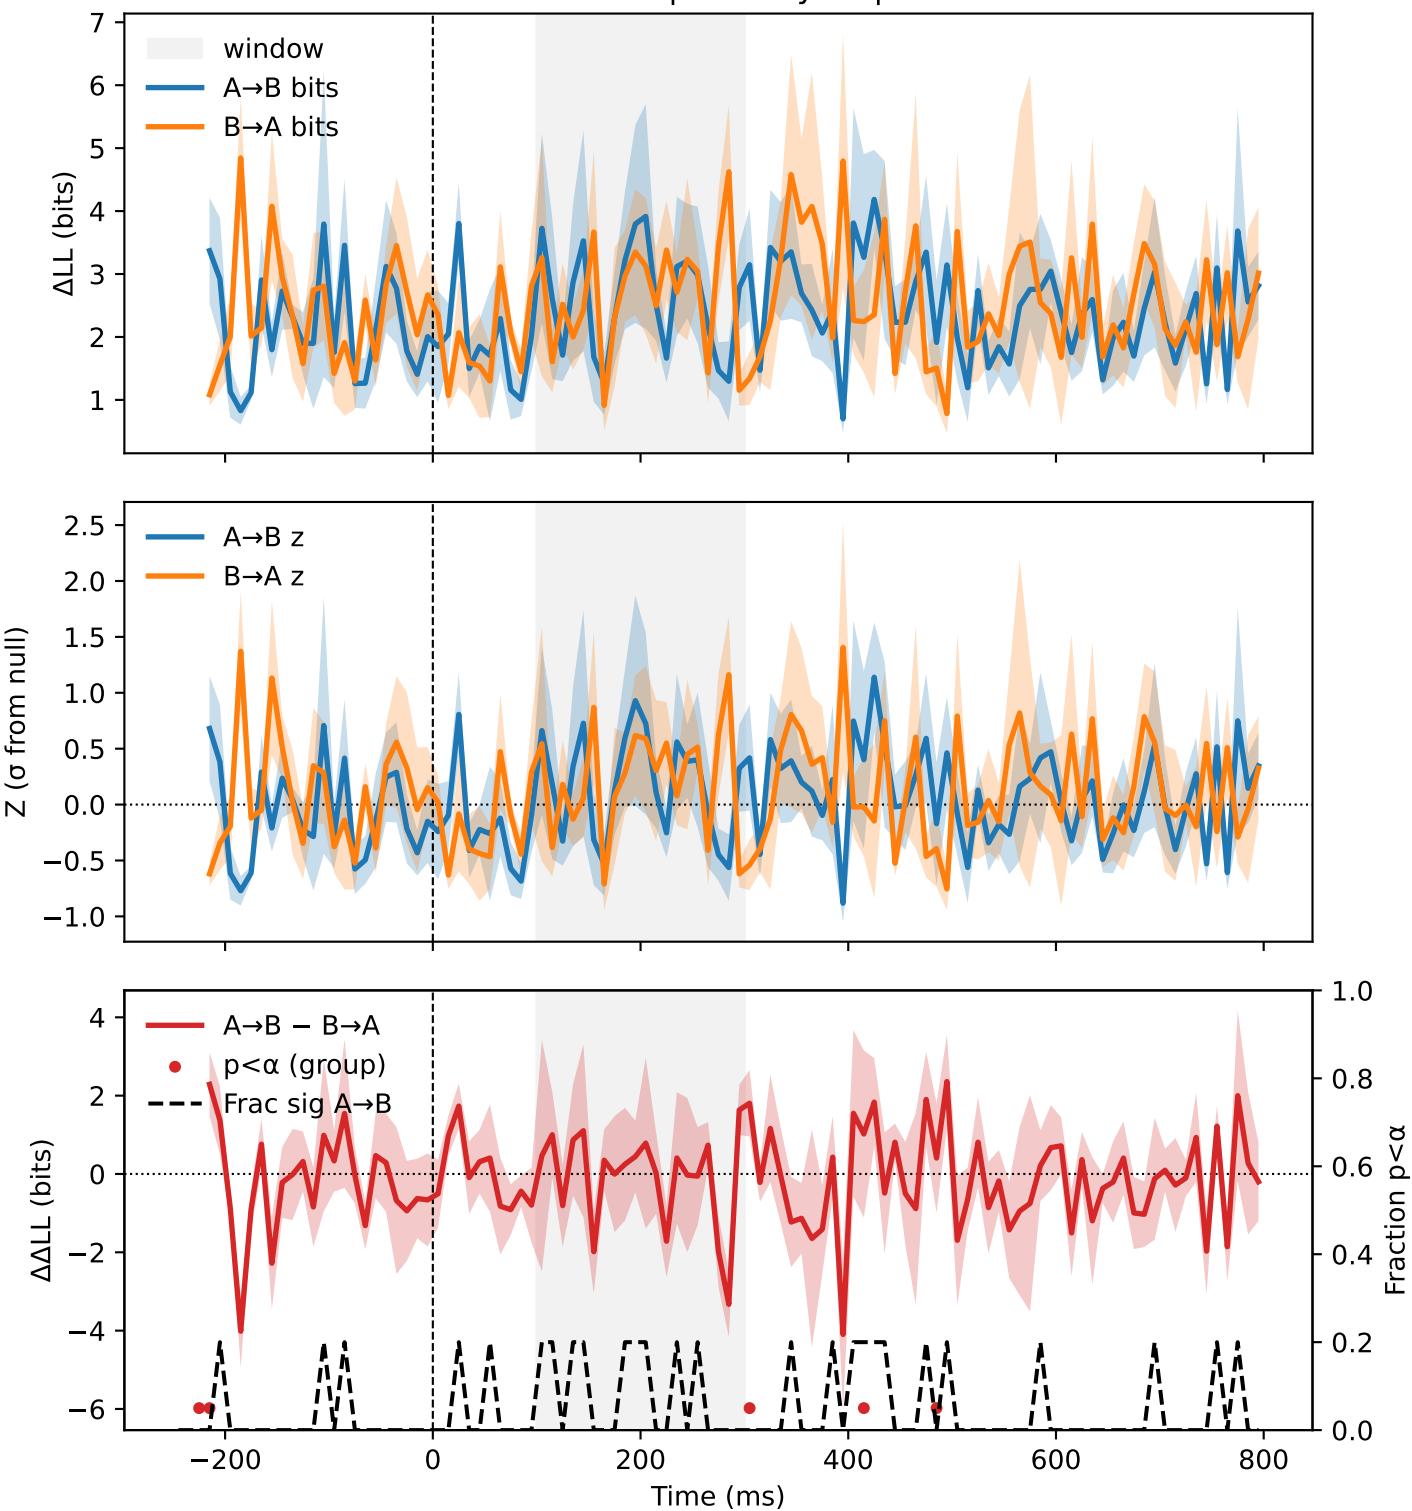 7
6
5
4
3
2
1
ΔLL (bits)
window
A→B bits
B→A bits
2.5
2.0
1.5
1.0
0.5
0.0
−0.5
−1.0
Z (σ from null)
A→B z
B→A z
4
2
0
−2
−4
−6
ΔΔLL (bits)
A→B − B→A
p<α (group)
Frac sig A→B
1.0
0.8
0.6
0.4
0.2
0.0
Fraction p<α
−200 0 200 400 600 800
Time (ms)